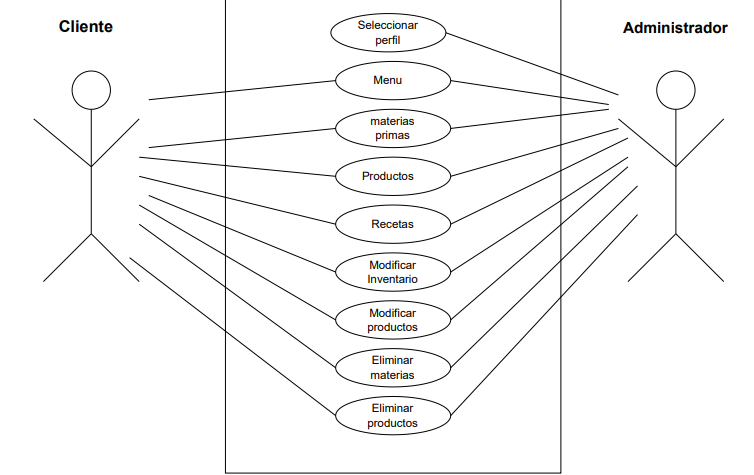 Cliente
Administrador
Seleccionar
perfil
Menu
materias
primas
Productos
Recetas
Modificar
Inventario
Modificar
productos
Eliminar
materias
Eliminar
productos